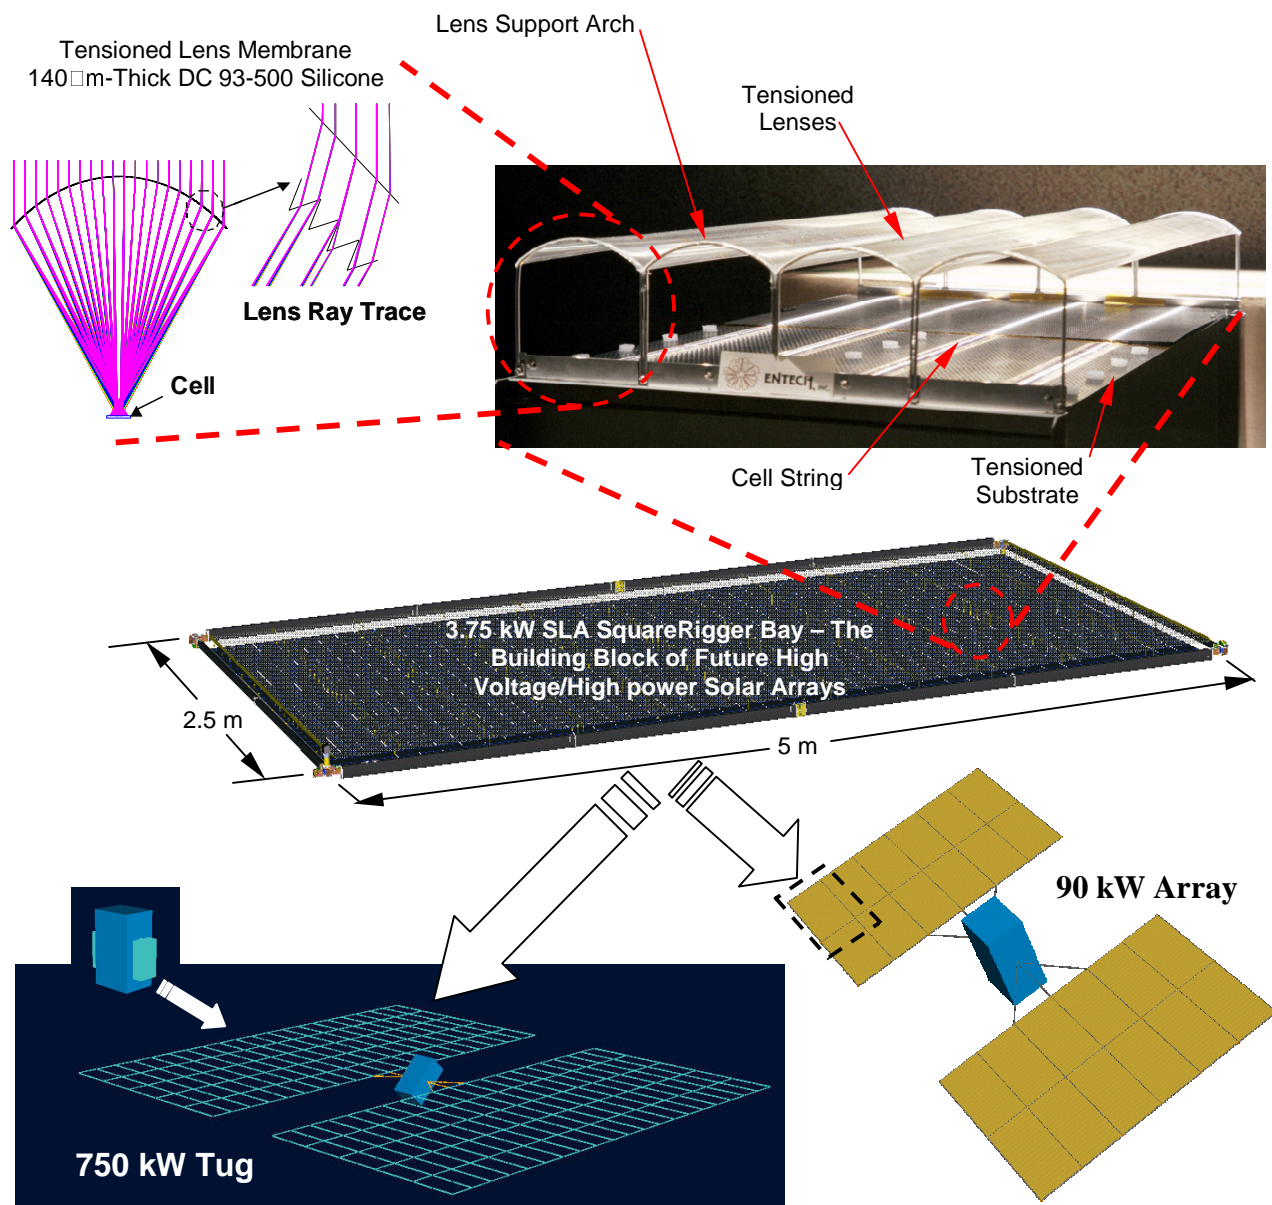 Lens Support Arch
Tensioned Lens Membrane
140□m-Thick DC 93-500 Silicone
Tensioned
Lenses
Lens Ray Trace
Cell
ENTECH, INC.
Cell String
Tensioned
Substrate
3.75 kW SLA SquareRigger Bay – The
Building Block of Future High
Voltage/High power Solar Arrays
2.5 m
5 m
90 kW Array
750 kW Tug